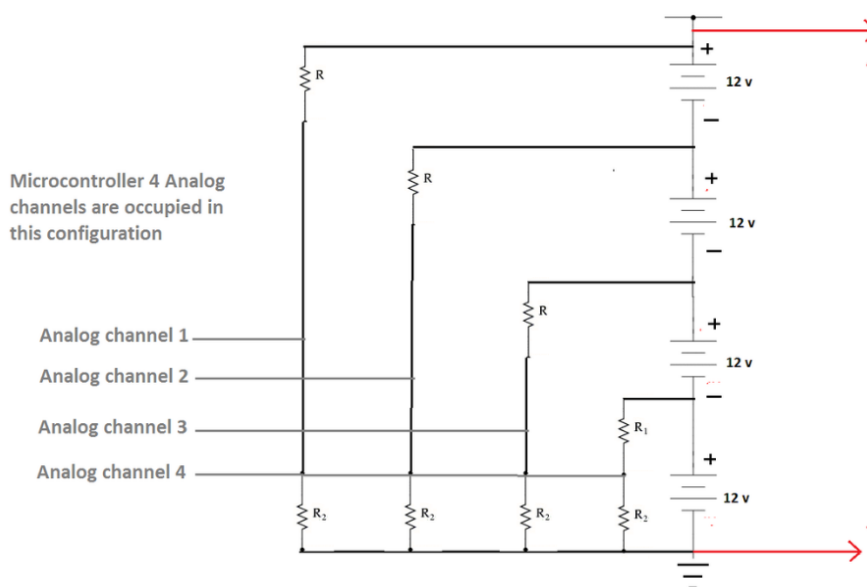 +
R
12 v
–
Microcontroller 4 Analog
channels are occupied in
this configuration
R
+
12 v
–
R
Analog channel 1
+
12 v
Analog channel 2
–
Analog channel 3
R₁
Analog channel 4
+
12 v
R₂
R₂
R₂
R₂